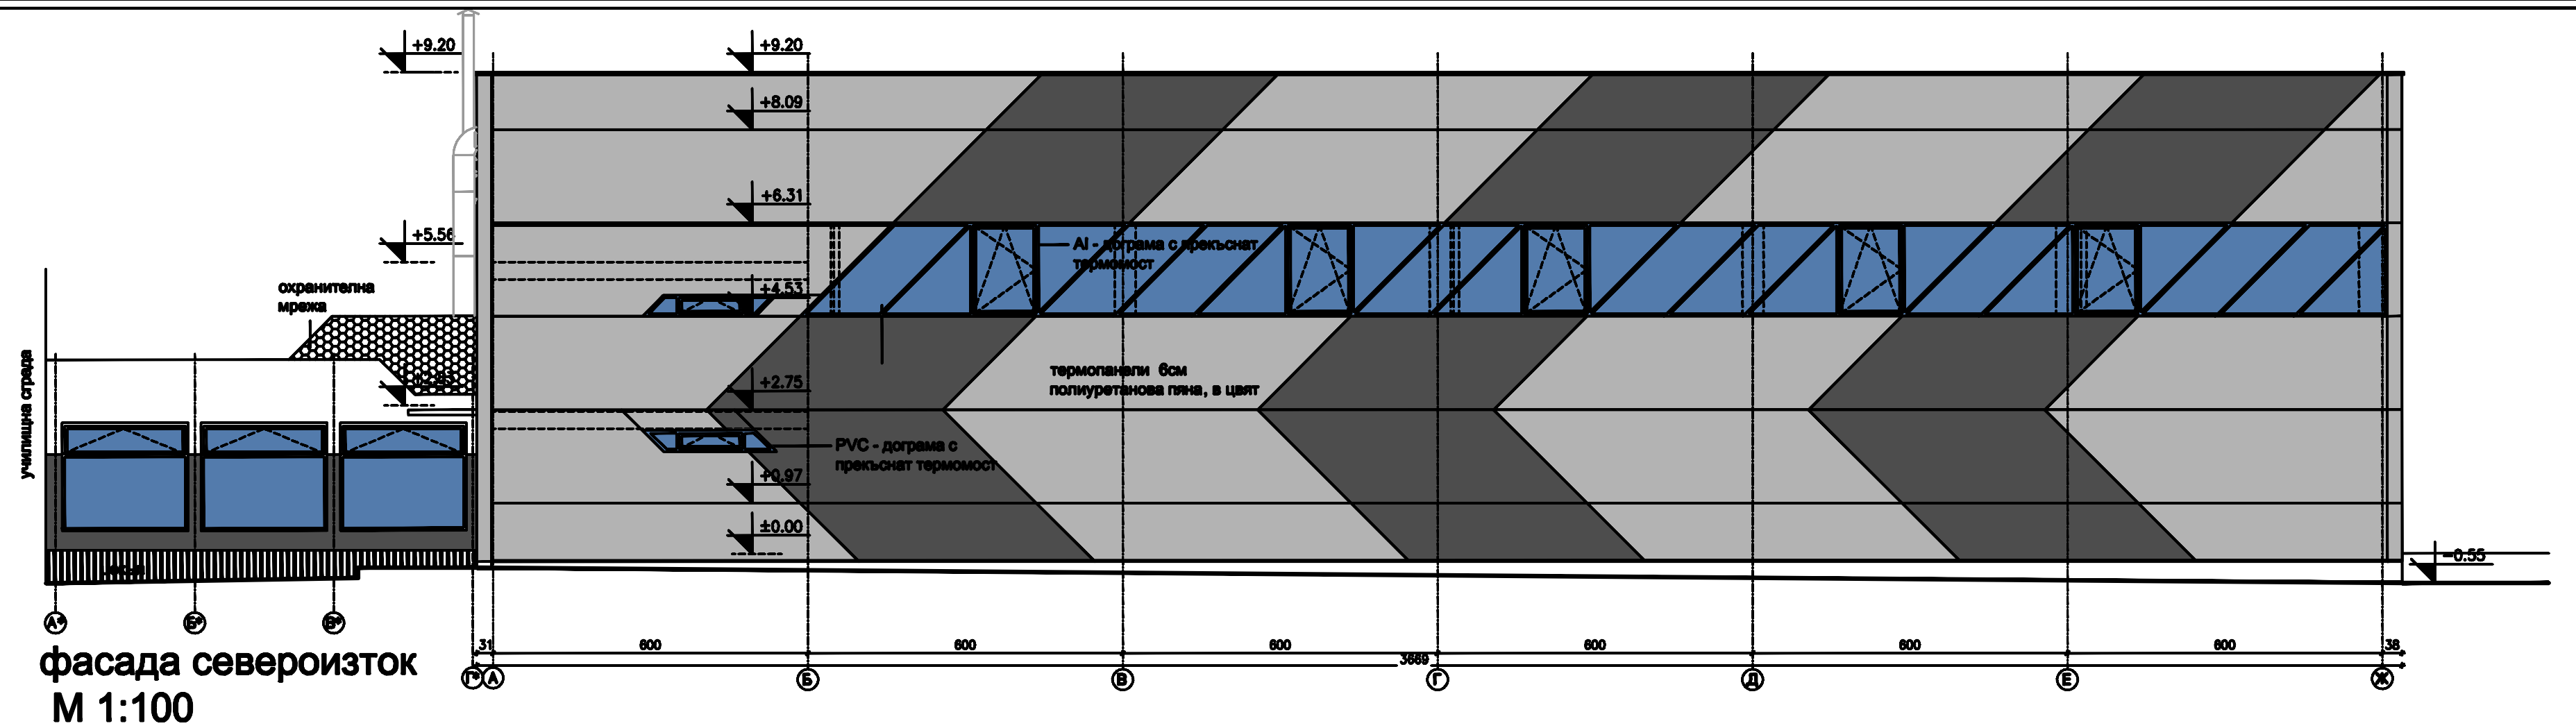 +9.20
+9.20
+8.09
+6.31
+5.56
Al - дограма с прекъснат
термомост
+4.53
охранителна
мрежа
училищна сграда
термопанели 6см
полиуретанова пяна, в цвят
+2.75
PVC - дограма с
прекъснат термомост
+0.97
±0.00
-0.55
А* Б* В*
31 600 600 600 600 600 600 38
3669
Г* А Б В Г Д Е Ж
фасада североизток
М 1:100